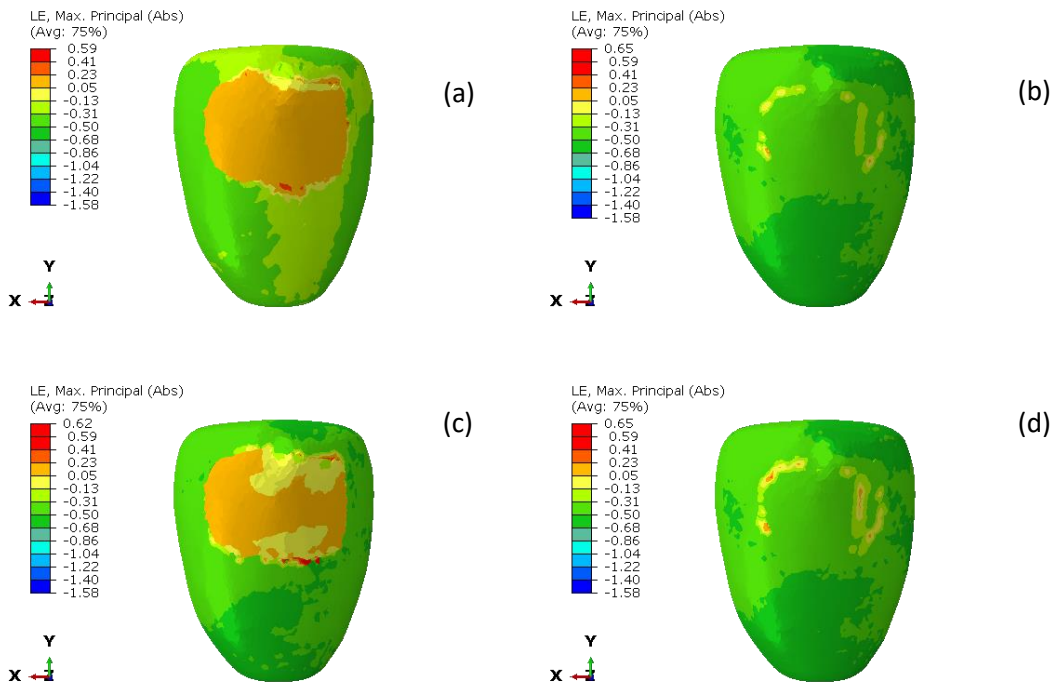 LE, Max. Principal (Abs)
(Avg: 75%)
0.59
0.41
0.23
0.05
-0.13
-0.31
-0.50
-0.68
-0.86
-1.04
-1.22
-1.40
-1.58
(a)
Y
X
Z
LE, Max. Principal (Abs)
(Avg: 75%)
0.65
0.59
0.41
0.23
0.05
-0.13
-0.31
-0.50
-0.68
-0.86
-1.04
-1.22
-1.40
-1.58
(b)
Y
X
Z
LE, Max. Principal (Abs)
(Avg: 75%)
0.62
0.59
0.41
0.23
0.05
-0.13
-0.31
-0.50
-0.68
-0.86
-1.04
-1.22
-1.40
-1.58
(c)
Y
X
Z
LE, Max. Principal (Abs)
(Avg: 75%)
0.65
0.59
0.41
0.23
0.05
-0.13
-0.31
-0.50
-0.68
-0.86
-1.04
-1.22
-1.40
-1.58
(d)
Y
X
Z